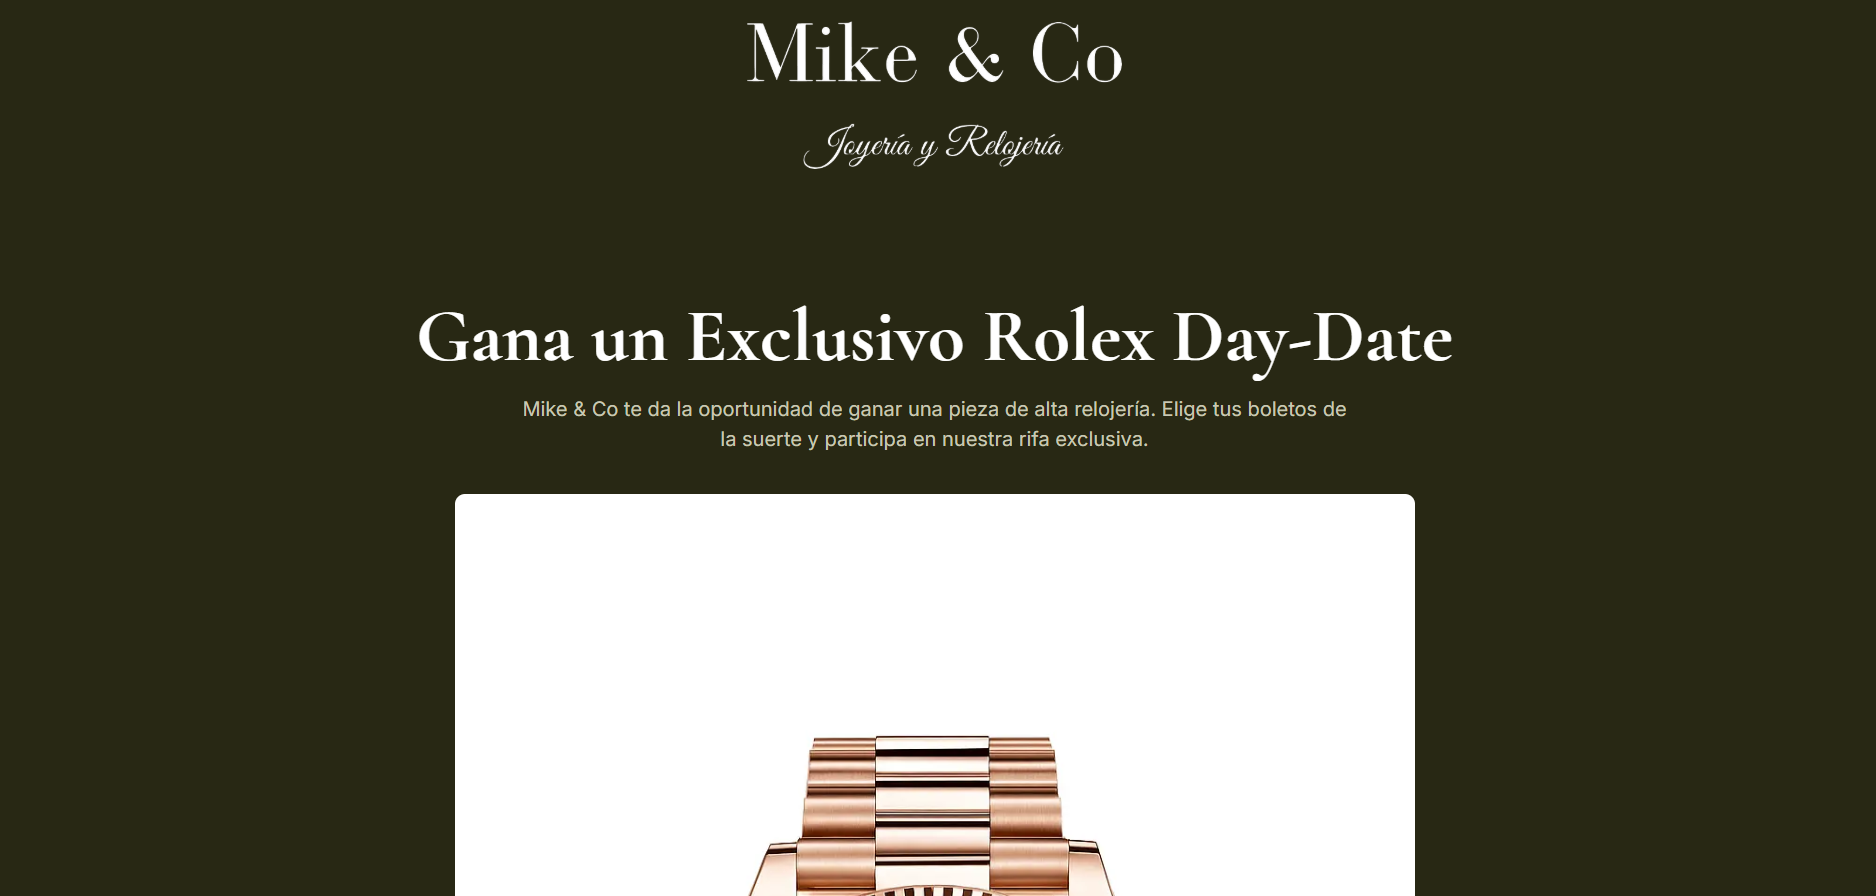 Mike & Co
Joyería y Relojería
Gana un Exclusivo Rolex Day-Date
Mike & Co te da la oportunidad de ganar una pieza de alta relojería. Elige tus boletos de
la suerte y participa en nuestra rifa exclusiva.